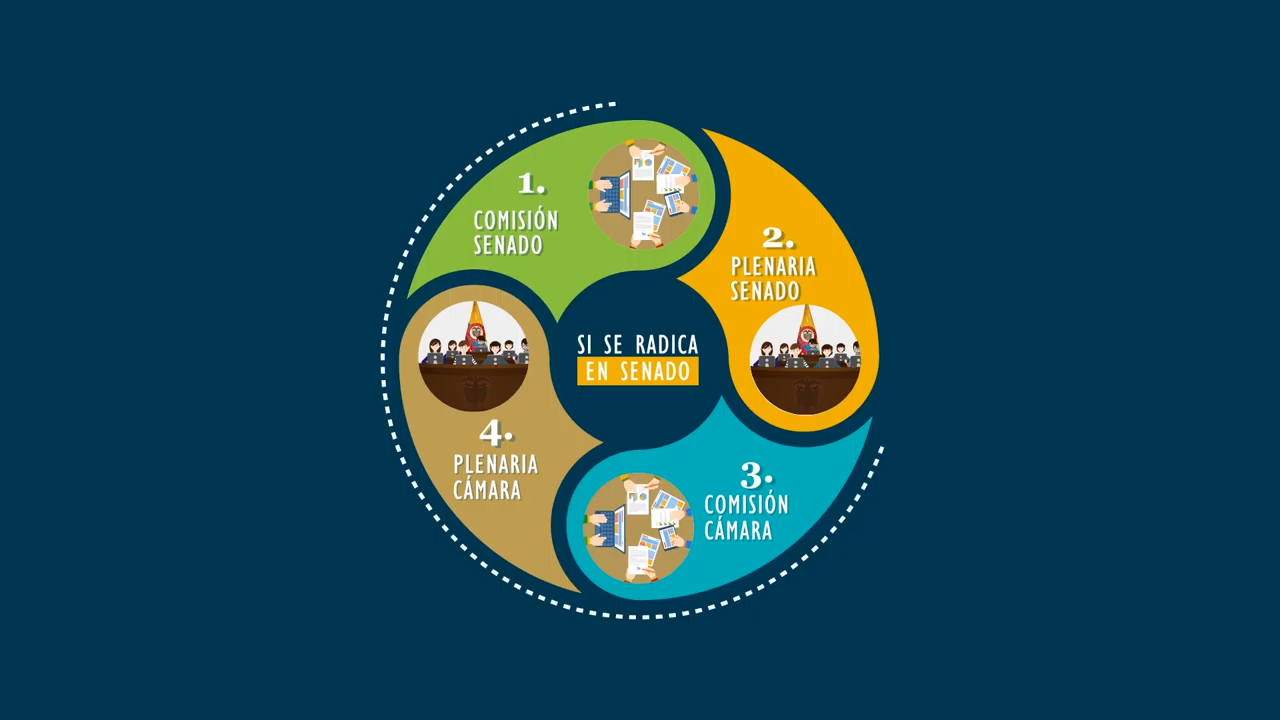 1.
COMISIÓN
SENADO
2.
PLENARIA
SENADO
SI SE RADICA
EN SENADO
3.
COMISIÓN
CÁMARA
4.
PLENARIA
CÁMARA